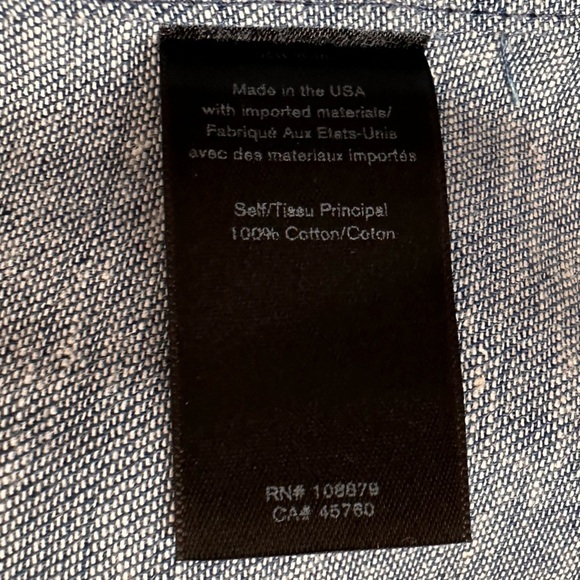 Made in the USA
with imported materials/
Fabriqué Aux Etats-Unis
avec des materiaux importés
Self/Tissu Principal
100% Cotton/Coton
RN# 108879
CA# 45760